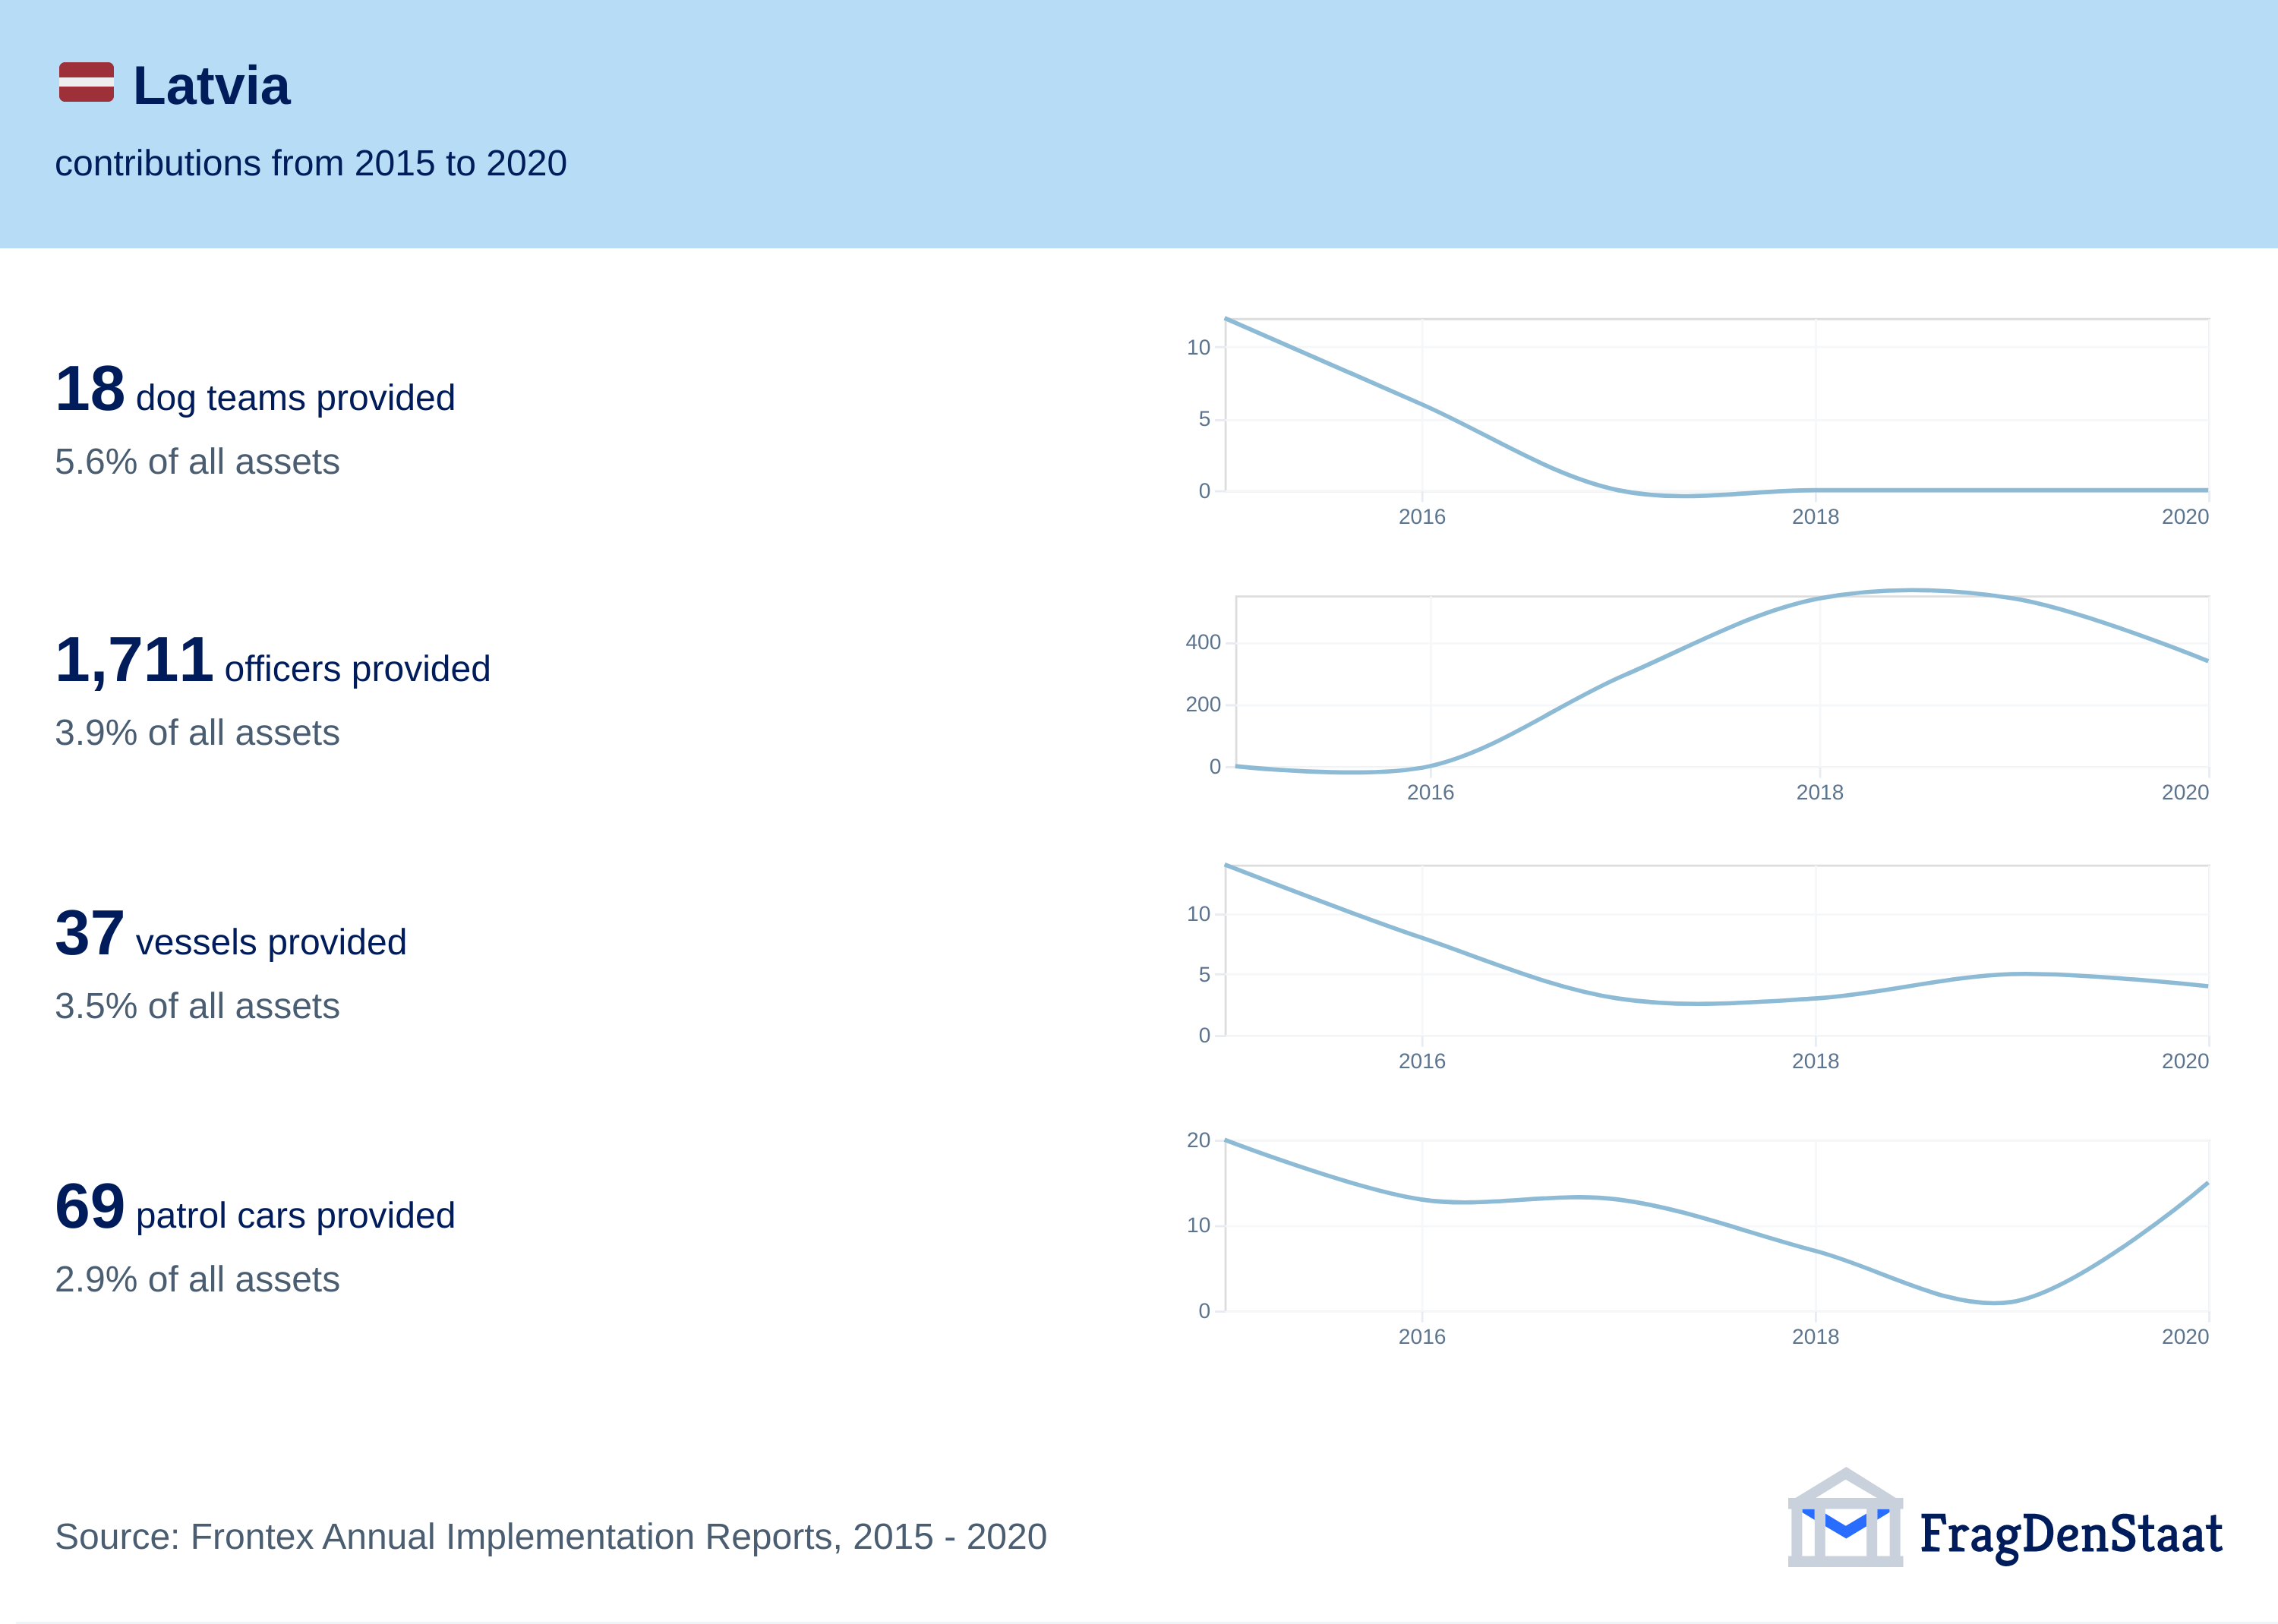 Latvia
contributions from 2015 to 2020
18 dog teams provided
5.6% of all assets
10
5
0
2016 2018 2020
1,711 officers provided
3.9% of all assets
400
200
0
2016 2018 2020
37 vessels provided
3.5% of all assets
10
5
0
2016 2018 2020
69 patrol cars provided
2.9% of all assets
20
10
0
2016 2018 2020
Source: Frontex Annual Implementation Reports, 2015 - 2020
FragDenStaat